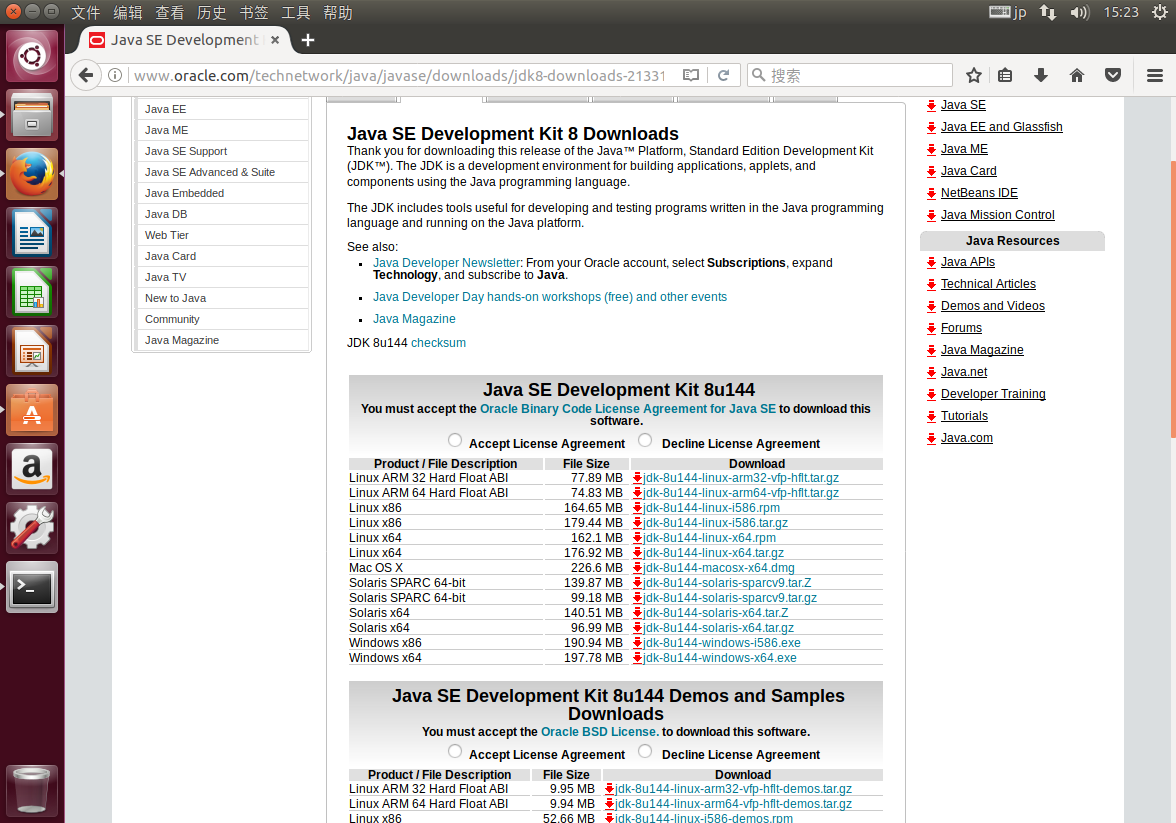 文件 编辑 查看 历史 书签 工具 帮助
jp
15:23
Java SE Development
www.oracle.com/technetwork/java/javase/downloads/jdk8-downloads-21331
搜索
Java EE
Java ME
Java SE Support
Java SE Advanced & Suite
Java Embedded
Java DB
Web Tier
Java Card
Java TV
New to Java
Community
Java Magazine
Java SE Development Kit 8 Downloads
Thank you for downloading this release of the Java™ Platform, Standard Edition Development Kit
(JDK™). The JDK is a development environment for building applications, applets, and
components using the Java programming language.
The JDK includes tools useful for developing and testing programs written in the Java programming
language and running on the Java platform.
See also:
Java Developer Newsletter: From your Oracle account, select Subscriptions, expand
Technology, and subscribe to Java.
Java Developer Day hands-on workshops (free) and other events
Java Magazine
JDK 8u144 checksum
Java SE Development Kit 8u144
You must accept the Oracle Binary Code License Agreement for Java SE to download this
software.
Accept License Agreement Decline License Agreement
Product / File Description File Size Download
Linux ARM 32 Hard Float ABI 77.89 MB jdk-8u144-linux-arm32-vfp-hflt.tar.gz
Linux ARM 64 Hard Float ABI 74.83 MB jdk-8u144-linux-arm64-vfp-hflt.tar.gz
Linux x86 164.65 MB jdk-8u144-linux-i586.rpm
Linux x86 179.44 MB jdk-8u144-linux-i586.tar.gz
Linux x64 162.1 MB jdk-8u144-linux-x64.rpm
Linux x64 176.92 MB jdk-8u144-linux-x64.tar.gz
Mac OS X 226.6 MB jdk-8u144-macosx-x64.dmg
Solaris SPARC 64-bit 139.87 MB jdk-8u144-solaris-sparcv9.tar.Z
Solaris SPARC 64-bit 99.18 MB jdk-8u144-solaris-sparcv9.tar.gz
Solaris x64 140.51 MB jdk-8u144-solaris-x64.tar.Z
Solaris x64 96.99 MB jdk-8u144-solaris-x64.tar.gz
Windows x86 190.94 MB jdk-8u144-windows-i586.exe
Windows x64 197.78 MB jdk-8u144-windows-x64.exe
Java SE Development Kit 8u144 Demos and Samples
Downloads
You must accept the Oracle BSD License. to download this software.
Accept License Agreement Decline License Agreement
Product / File Description File Size Download
Linux ARM 32 Hard Float ABI 9.95 MB jdk-8u144-linux-arm32-vfp-hflt-demos.tar.gz
Linux ARM 64 Hard Float ABI 9.94 MB jdk-8u144-linux-arm64-vfp-hflt-demos.tar.gz
Linux x86 52.66 MB jdk-8u144-linux-i586-demos.rpm
Java SE
Java EE and Glassfish
Java ME
Java Card
NetBeans IDE
Java Mission Control
Java Resources
Java APIs
Technical Articles
Demos and Videos
Forums
Java Magazine
Java.net
Developer Training
Tutorials
Java.com